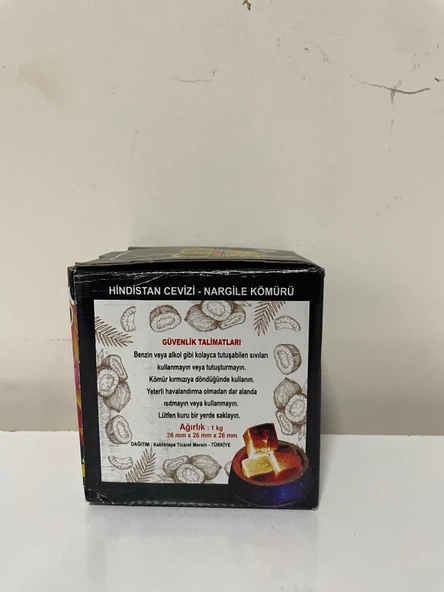 HİNDİSTAN CEVİZİ - NARGİLE KÖMÜRÜ
GÜVENLİK TALİMATLARI
Benzin veya alkol gibi kolayca tutuşabilen sıvıları
kullanmayın veya tutuşturmayın.
Kömür kırmızıya döndüğünde kullanın.
Yeterli havalandırma olmadan dar alanda
ısıtmayın veya kullanmayın.
Lütfen kuru bir yerde saklayın.
Ağırlık : 1 kg
26 mm x 26 mm x 26 mm
DAĞITIM : Kakliktepe Ticaret Mersin - TÜRKİYE